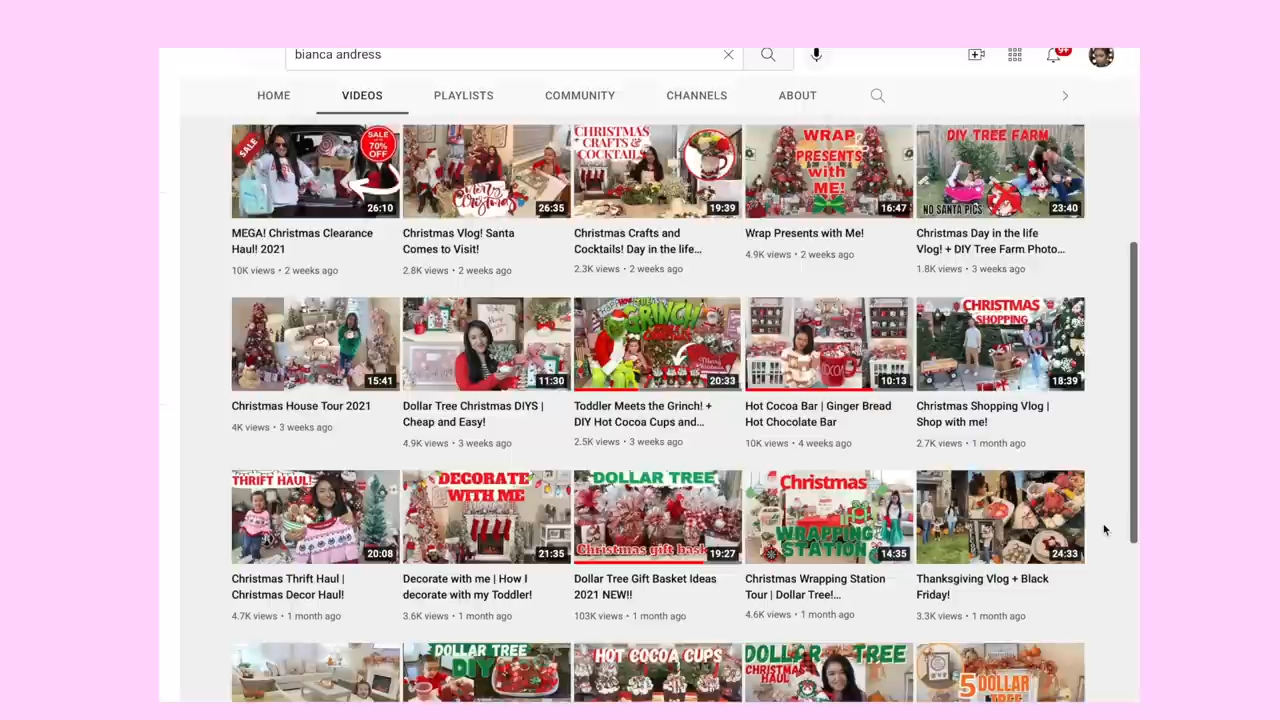 bianca andress
9+
HOME VIDEOS PLAYLISTS COMMUNITY CHANNELS ABOUT
SALE
SALE
70%
OFF
26:10
Merry
Christmas
26:35
CHRISTMAS
CRAFTS &
COCKTAILS
19:39
WRAP
PRESENTS
with
ME!
16:47
DIY TREE FARM
NO SANTA PICS
23:40
MEGA! Christmas Clearance
Haul! 2021
10K views • 2 weeks ago
Christmas Vlog! Santa
Comes to Visit!
2.8K views • 2 weeks ago
Christmas Crafts and
Cocktails! Day in the life…
2.3K views • 2 weeks ago
Wrap Presents with Me!
4.9K views • 2 weeks ago
Christmas Day in the life
Vlog! + DIY Tree Farm Photo…
1.8K views • 3 weeks ago
15:41
11:30
GRINCH
20:33
COCOA
10:13
CHRISTMAS
SHOPPING
18:39
Christmas House Tour 2021
4K views • 3 weeks ago
Dollar Tree Christmas DIYS |
Cheap and Easy!
4.9K views • 3 weeks ago
Toddler Meets the Grinch! +
DIY Hot Cocoa Cups and…
2.5K views • 3 weeks ago
Hot Cocoa Bar | Ginger Bread
Hot Chocolate Bar
10K views • 4 weeks ago
Christmas Shopping Vlog |
Shop with me!
2.7K views • 1 month ago
THRIFT HAUL!
20:08
DECORATE
WITH ME
21:35
DOLLAR TREE
Christmas gift bask
19:27
Christmas
WRAPPING
STATION
14:35
24:33
Christmas Thrift Haul |
Christmas Decor Haul!
4.7K views • 1 month ago
Decorate with me | How I
decorate with my Toddler!
3.6K views • 1 month ago
Dollar Tree Gift Basket Ideas
2021 NEW!!
103K views • 1 month ago
Christmas Wrapping Station
Tour | Dollar Tree!…
4.6K views • 1 month ago
Thanksgiving Vlog + Black
Friday!
3.3K views • 1 month ago
DOLLAR TREE
DIY
HOT COCOA CUPS
DOLLAR TREE
CHRISTMAS
HAUL
5 DOLLAR
TREE